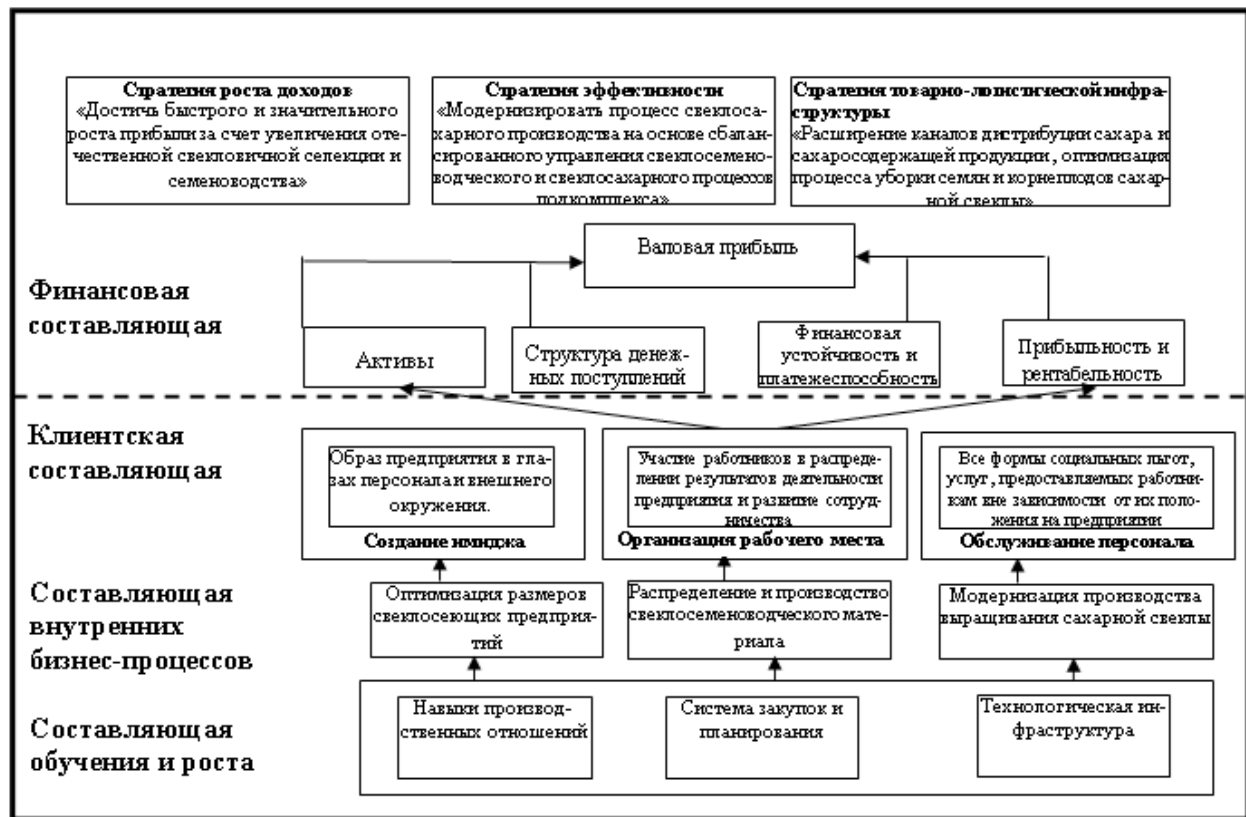 Стратегия роста доходов
«Достичь быстрого и значительного
роста прибыли за счет увеличения оте-
чественной свекловичной селекции и
семеноводства»
Стратегия эффективности
«Модернизировать процесс свеклоса-
харного производства на основе сбалан-
сированного управления свеклосемено-
водческого и свеклосахарного процессов
подкомплекса»
Стратегия товарно-логистической инфра-
структуры
«Расширение каналов дистрибуции сахара и
сахаросодержащей продукции, оптимизация
процесса уборки семян и корнеплодов сахар-
ной свеклы»
Валовая прибыль
Финансовая
составляющая
Активы
Структура денеж-
ных поступлений
Финансовая
устойчивость и
платежеспособность
Прибыльность и
рентабельность
Клиентская
составляющая
Образ предприятия в гла-
зах персонала и внешнего
окружения.
Создание имиджа
Участие работников в распреде-
лении результатов деятельности
предприятия и развитие сотруд-
ничества
Организация рабочего места
Все формы социальных льгот,
услуг, предоставляемых работни-
кам вне зависимости от их поло-
жения на предприятии
Обслуживание персонала
Составляющая
внутренних
бизнес-процессов
Оптимизация размеров
свеклосеющих предприя-
тий
Распределение и производство
свеклосеменоводческого мате-
риала
Модернизация производства
выращивания сахарной свеклы
Составляющая
обучения и роста
Навыки производ-
ственных отношений
Система закупок и
планирования
Технологическая ин-
фраструктура